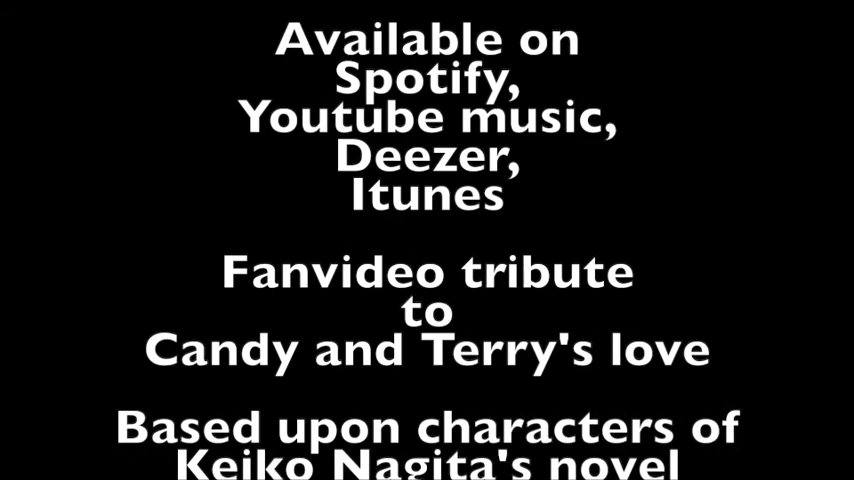 Available on
Spotify,
Youtube music,
Deezer,
Itunes
Fanvideo tribute
to
Candy and Terry's love
Based upon characters of
Keiko Nagita's novel